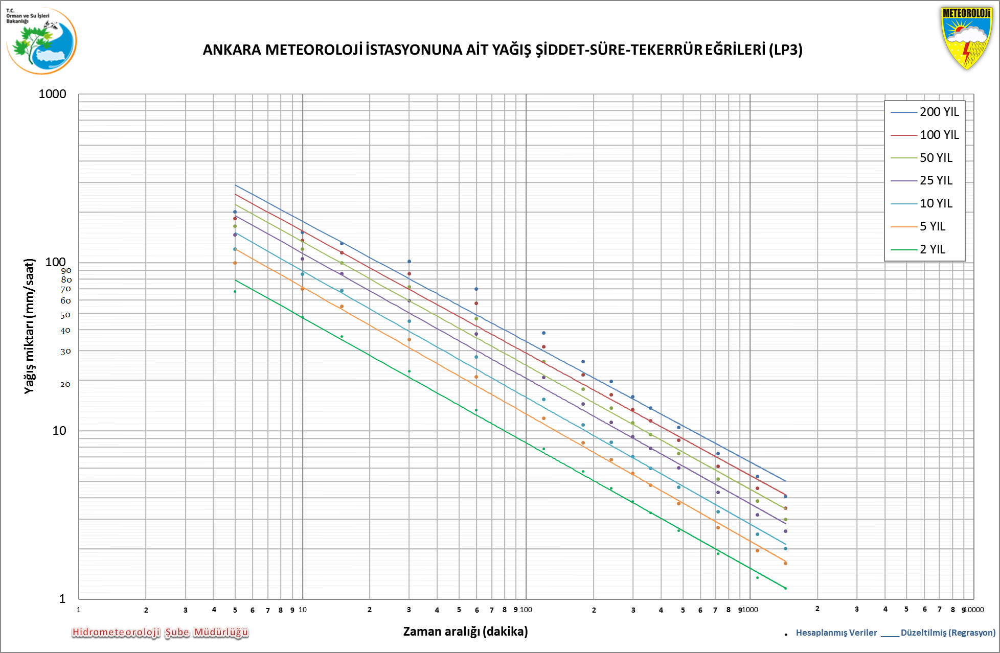 T.C.
Orman ve Su İşleri
Bakanlığı
METEOROLOJİ
ANKARA METEOROLOJİ İSTASYONUNA AİT YAĞIŞ ŞİDDET-SÜRE-TEKERRÜR EĞRİLERİ (LP3)
1000
100
90
80
70
60
50
40
30
20
10
1
Yağış miktarı (mm/saat)
200 YIL
100 YIL
50 YIL
25 YIL
10 YIL
5 YIL
2 YIL
1 2 3 4 5 6 7 8 9 10 2 3 4 5 6 7 8 9 100 2 3 4 5 6 7 8 9 1000 2 3 4 5 6 7 8 9 10000
Zaman aralığı (dakika)
Hidrometeoroloji Şube Müdürlüğü
. Hesaplanmış Veriler ____ Düzeltilmiş (Regrasyon)